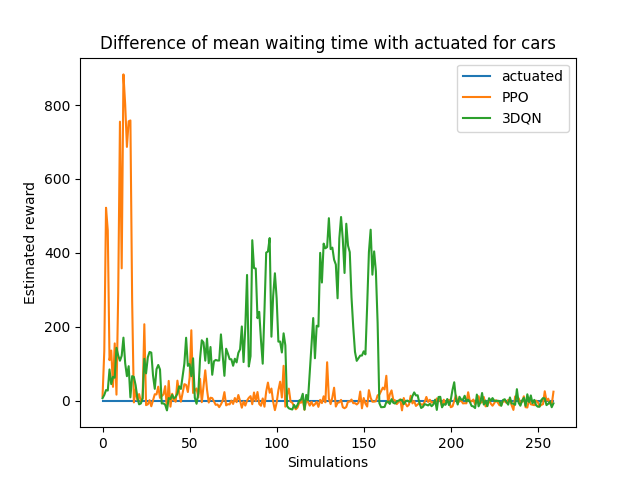 Difference of mean waiting time with actuated for cars
actuated
PPO
3DQN
Estimated reward
800
600
400
200
0
0 50 100 150 200 250
Simulations